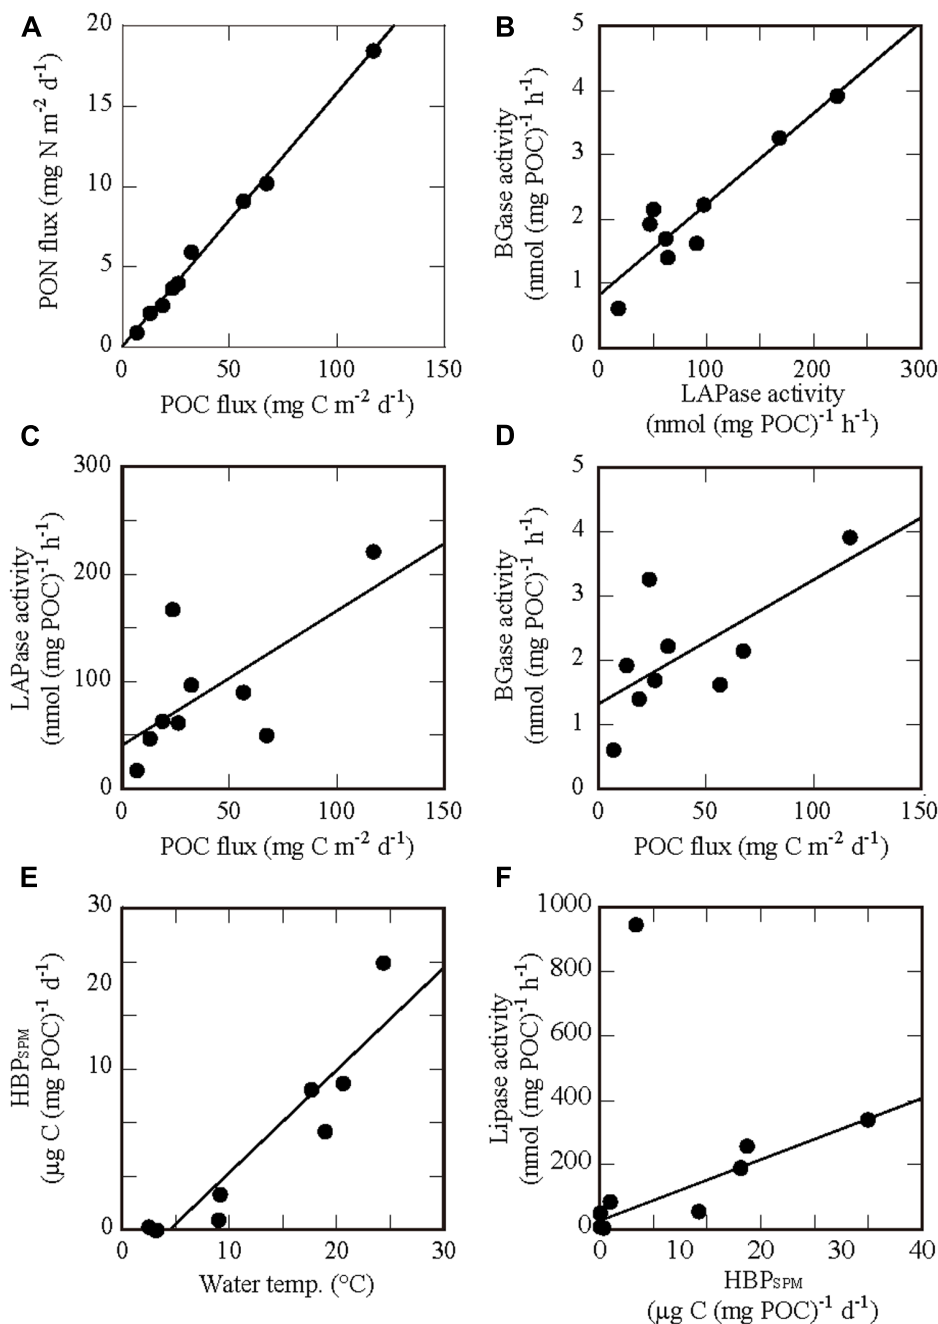 A
PON flux (mg N m⁻² d⁻¹)
20
15
10
5
0
0 50 100 150
POC flux (mg C m⁻² d⁻¹)
B
BGase activity
(nmol (mg POC)⁻¹ h⁻¹)
5
4
3
2
1
0
0 100 200 300
LAPase activity
(nmol (mg POC)⁻¹ h⁻¹)
C
LAPase activity
(nmol (mg POC)⁻¹ h⁻¹)
300
200
100
0
0 50 100 150
POC flux (mg C m⁻² d⁻¹)
D
BGase activity
(nmol (mg POC)⁻¹ h⁻¹)
5
4
3
2
1
0
0 50 100 150
POC flux (mg C m⁻² d⁻¹)
E
HBPSPM
(µg C (mg POC)⁻¹ d⁻¹)
30
20
10
0
0 10 20 30
Water temp. (°C)
F
Lipase activity
(nmol (mg POC)⁻¹ h⁻¹)
1000
800
600
400
200
0
0 10 20 30 40
HBPSPM
(µg C (mg POC)⁻¹ d⁻¹)